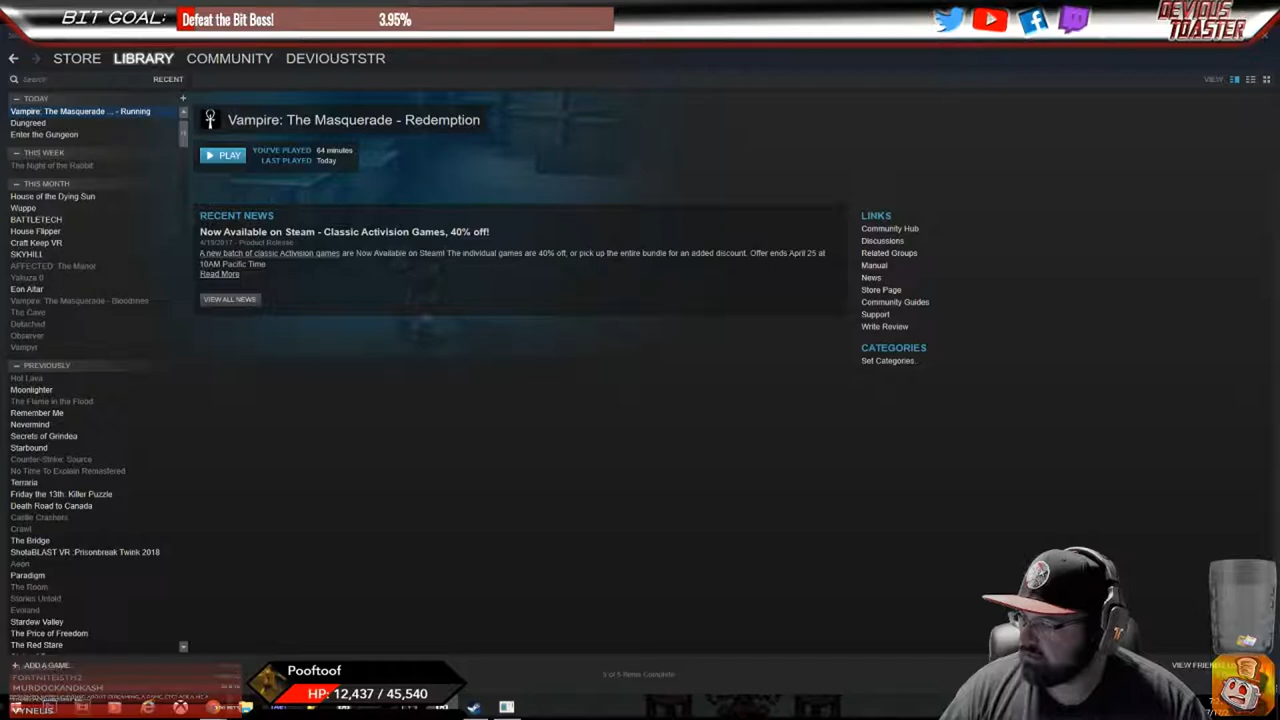 BIT GOAL:
Defeat the Bit Boss!
3.95%
DEVIOUS
TOASTER
STORE
LIBRARY
COMMUNITY
DEVIOUSTSTR
Search
RECENT
VIEW
TODAY
Vampire: The Masquerade ... - Running
Dungreed
Enter the Gungeon
THIS WEEK
The Night of the Rabbit
THIS MONTH
House of the Dying Sun
Wuppo
BATTLETECH
House Flipper
Craft Keep VR
SKYHILL
AFFECTED: The Manor
Yakuza 0
Eon Altar
Vampire: The Masquerade - Bloodlines
The Cave
Detached
Observer
Vampyr
PREVIOUSLY
Hot Lava
Moonlighter
The Flame in the Flood
Remember Me
Nevermind
Secrets of Grindea
Starbound
Counter-Strike: Source
No Time To Explain Remastered
Terraria
Friday the 13th: Killer Puzzle
Death Road to Canada
Castle Crashers
Crawl
The Bridge
ShotaBLAST VR :Prisonbreak Twink 2018
Aeon
Paradigm
The Room
Stories Untold
Evoland
Stardew Valley
The Price of Freedom
The Red Stare
ADD A GAME
Vampire: The Masquerade - Redemption
PLAY
YOU'VE PLAYED 64 minutes
LAST PLAYED Today
RECENT NEWS
Now Available on Steam - Classic Activision Games, 40% off!
4/19/2017 - Product Release
A new batch of classic Activision games are Now Available on Steam! The individual games are 40% off, or pick up the entire bundle for an added discount. Offer ends April 25 at
10AM Pacific Time
Read More
VIEW ALL NEWS
LINKS
Community Hub
Discussions
Related Groups
Manual
News
Store Page
Community Guides
Support
Write Review
CATEGORIES
Set Categories..
5 of 5 Items Complete
FORTNITEISTH2
MURDOCKANDKASH
VYNELIS
Pooftoof
HP: 12,437 / 45,540